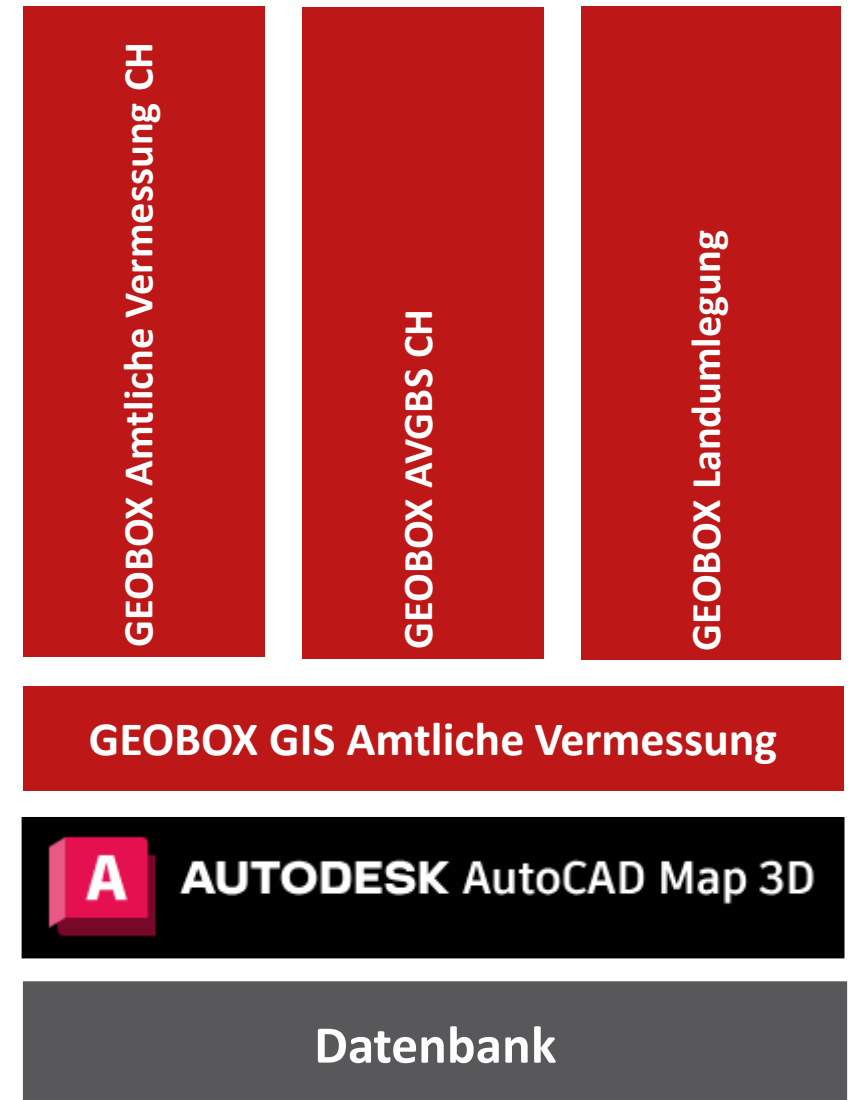 GEOBOX Amtliche Vermessung CH
GEOBOX AVGBS CH
GEOBOX Landumlegung
GEOBOX GIS Amtliche Vermessung
A AUTODESK AutoCAD Map 3D
Datenbank